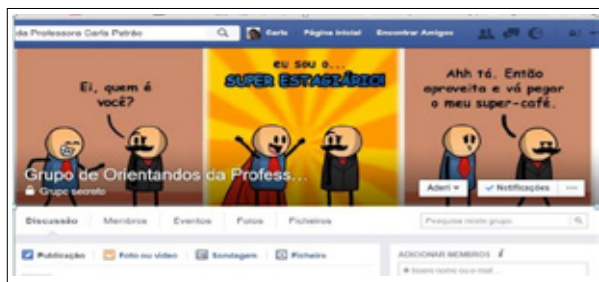 da Professora Carla Patrão
Carla Página inicial Encontrar Amigos
Ei, quem é
você?
eu sou o...
SUPER ESTAGIÁRIO!
Ahh tá. Então
aproveita e vá pegar
o meu super-café.
Grupo de Orientandos da Profess...
Grupo secreto
Aderi
Notificações
Discussão Membros Eventos Fotos Ficheiros
Pesquise neste grupo
Publicação Foto ou vídeo Sondagem Ficheiro
ADICIONAR MEMBROS